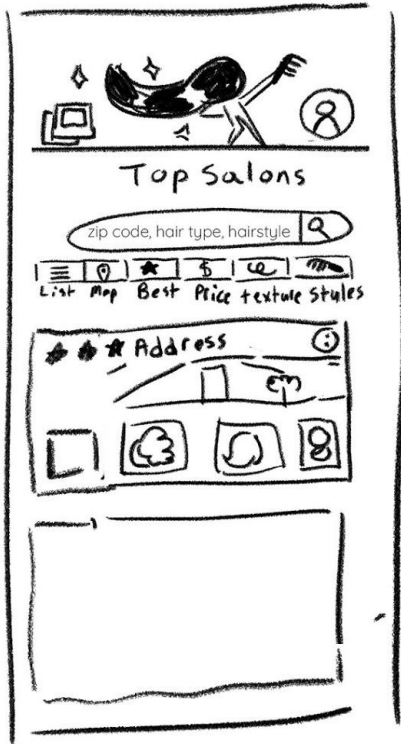 Top Salons
zip code, hair type, hairstyle
List Map Best Price texture Styles
Address